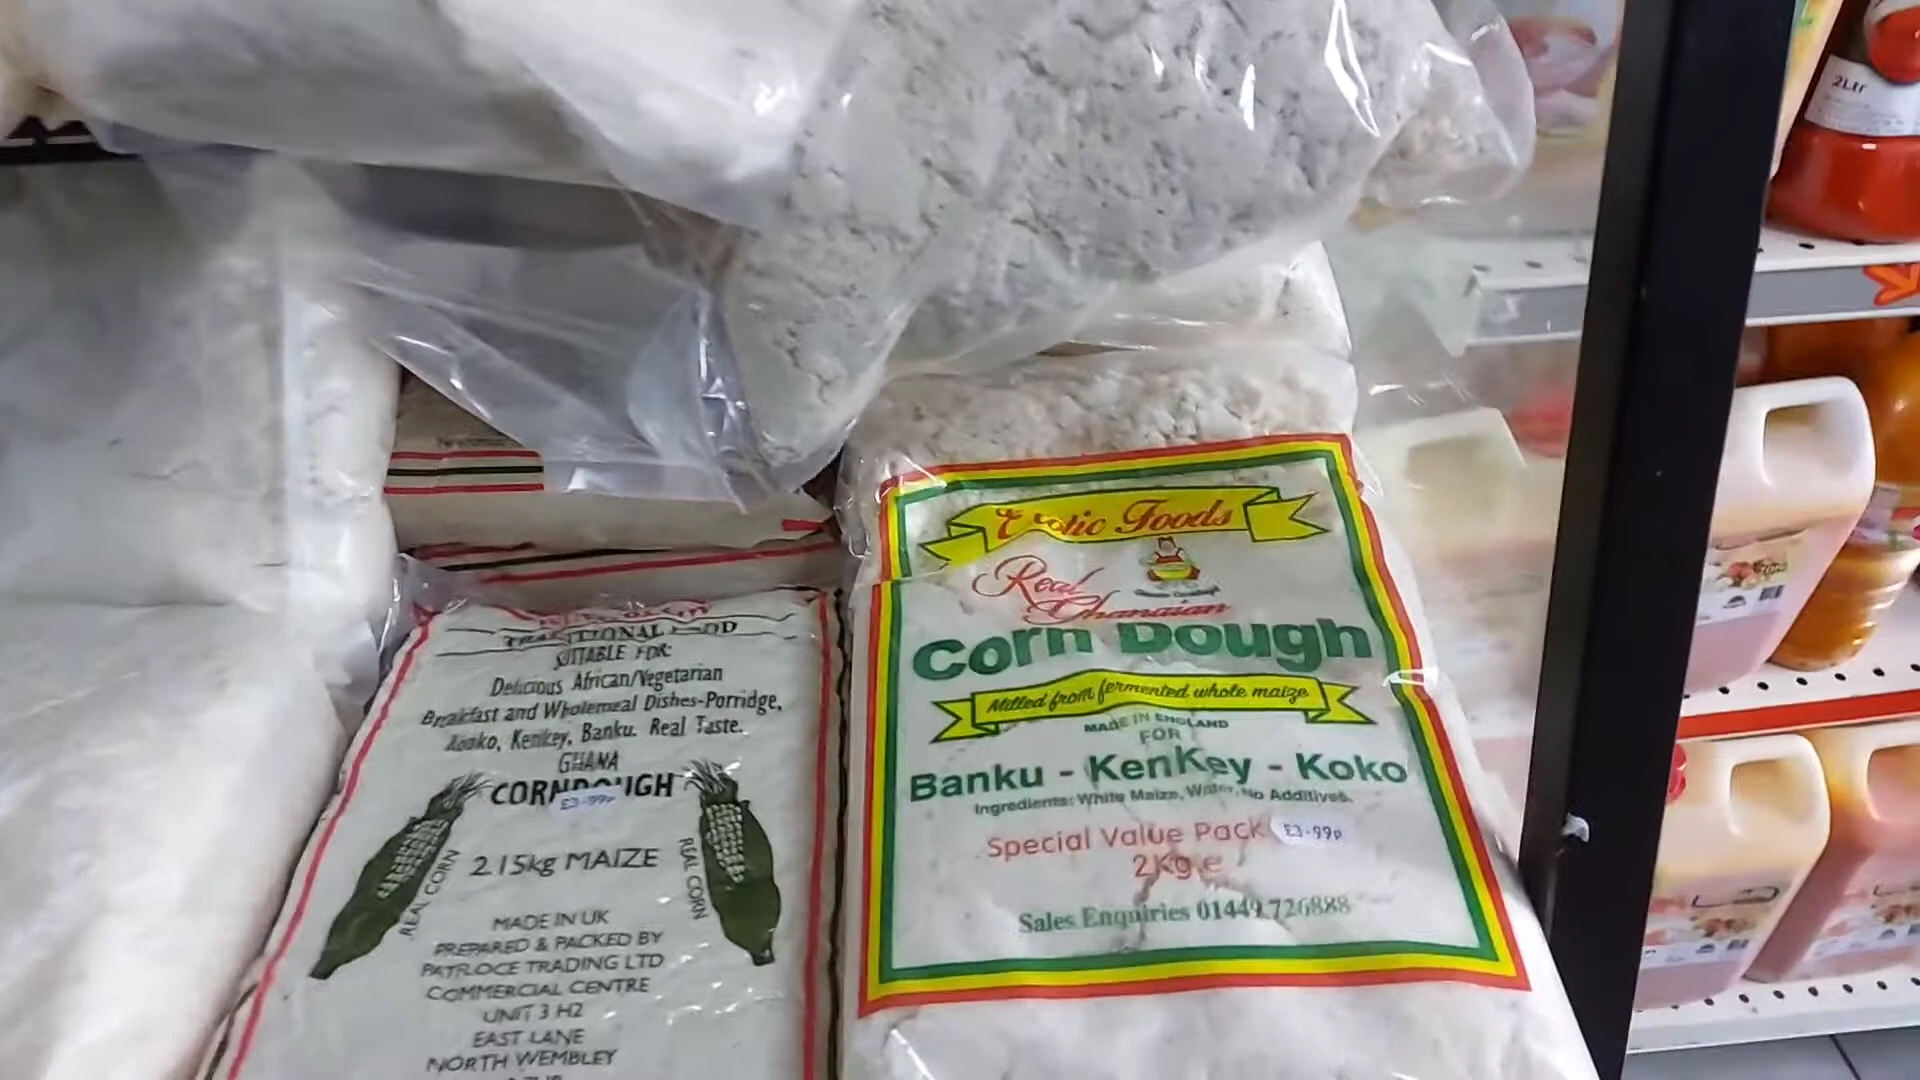 TRADITIONAL FOOD
SUITABLE FOR:
Delicious African/Vegetarian
Breakfast and Wholemeal Dishes-Porridge,
Kooko, Kenkey, Banku. Real Taste.
GHANA
CORNDOUGH
£3-99p
2.15kg MAIZE
REAL CORN
REAL CORN
MADE IN UK
PREPARED & PACKED BY
PATFLOCE TRADING LTD
COMMERCIAL CENTRE
UNIT 3 H2
EAST LANE
NORTH WEMBLEY
Exotic Foods
Real
Ghanaian
Corn Dough
Milled from fermented whole maize
MADE IN ENGLAND
FOR
Banku - KenKey - Koko
Ingredients: White Maize, Water, No Additives.
Special Value Pack
£3-99p
2Kg e
Sales Enquiries 01449 726888
2Ltr